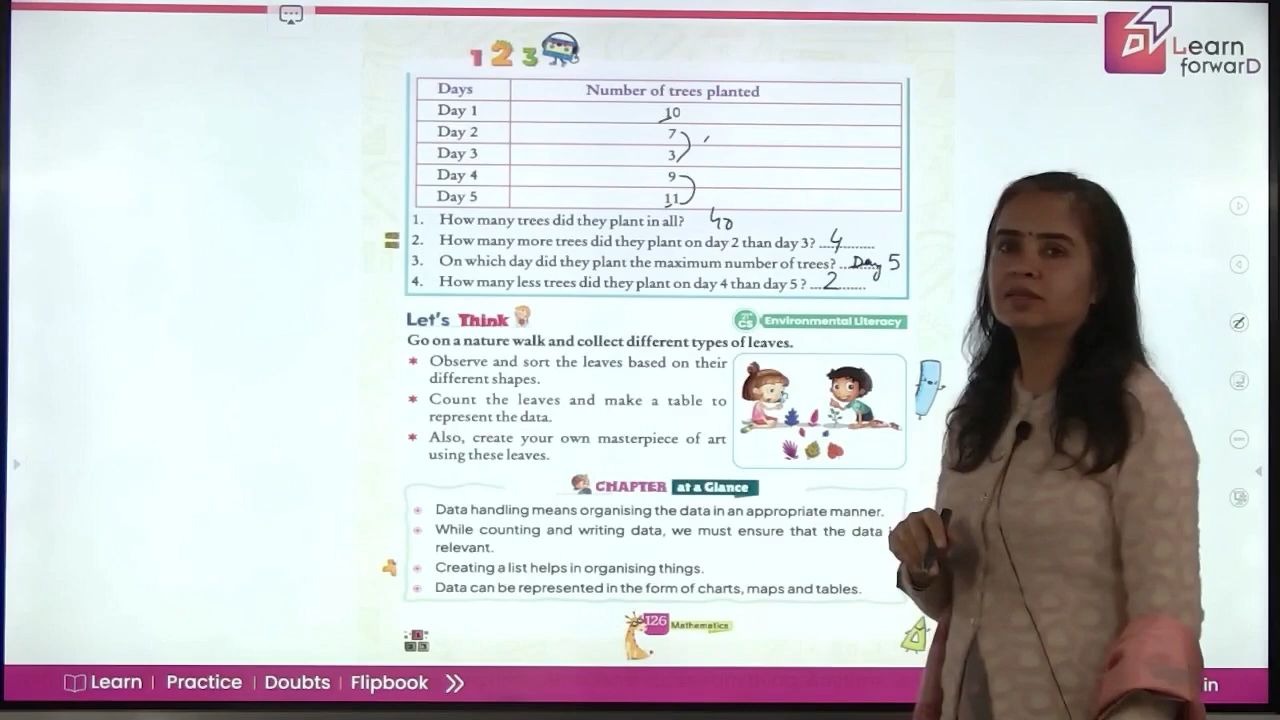 Learn
forwarD
1 2 3
Days Number of trees planted
Day 1 10
Day 2 7
Day 3 3
Day 4 9
Day 5 11
1. How many trees did they plant in all? 40
2. How many more trees did they plant on day 2 than day 3? 4
3. On which day did they plant the maximum number of trees? Day 5
4. How many less trees did they plant on day 4 than day 5 ? 2
Let's Think
CS Environmental Literacy
Go on a nature walk and collect different types of leaves.
* Observe and sort the leaves based on their
different shapes.
* Count the leaves and make a table to
represent the data.
* Also, create your own masterpiece of art
using these leaves.
CHAPTER at a Glance
Data handling means organising the data in an appropriate manner.
While counting and writing data, we must ensure that the data
relevant.
Creating a list helps in organising things.
Data can be represented in the form of charts, maps and tables.
126 Mathematics
Learn | Practice | Doubts | Flipbook
in